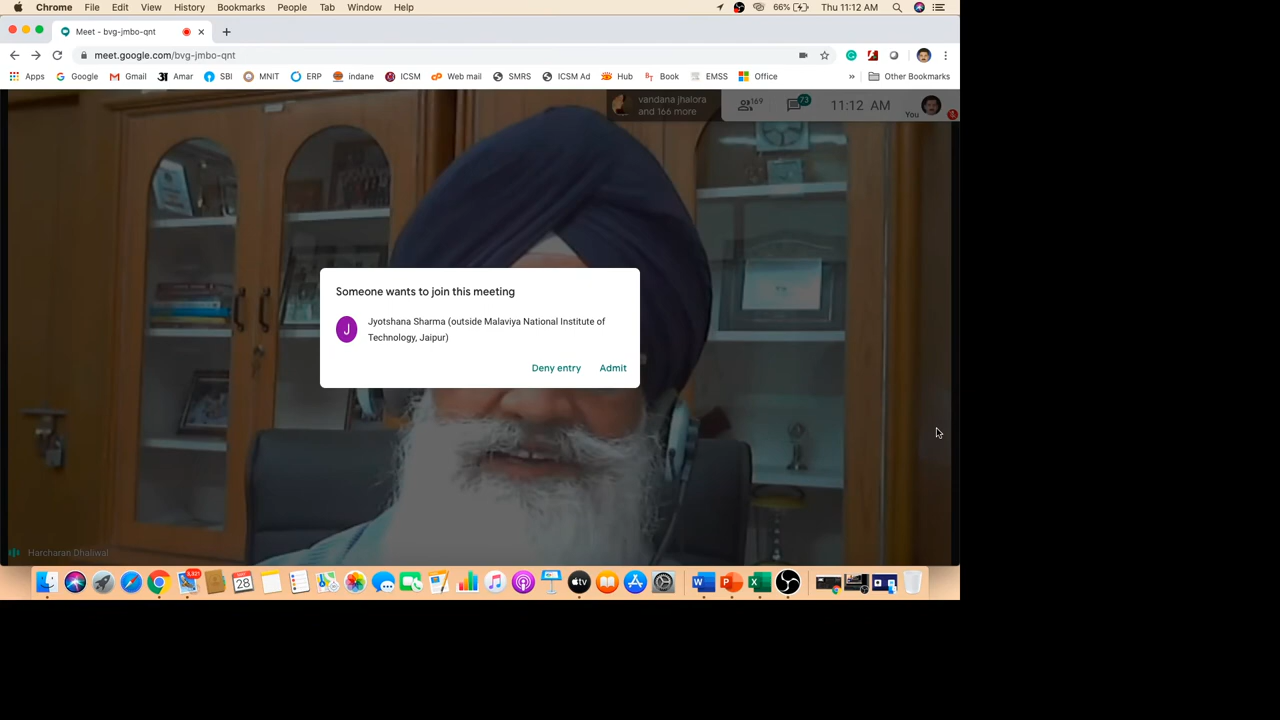 Chrome File Edit View History Bookmarks People Tab Window Help 66% Thu 11:12 AM
Meet - bvg-jmbo-qnt
meet.google.com/bvg-jmbo-qnt
Apps Google Gmail Amar SBI MNIT ERP indane ICSM Web mail SMRS ICSM Ad Hub Book EMSS Office » Other Bookmarks
vandana jhalora
and 166 more
169
73
11:12 AM
You
Someone wants to join this meeting
J
Jyotshana Sharma (outside Malaviya National Institute of
Technology, Jaipur)
Deny entry Admit
Harcharan Dhaliwal
28